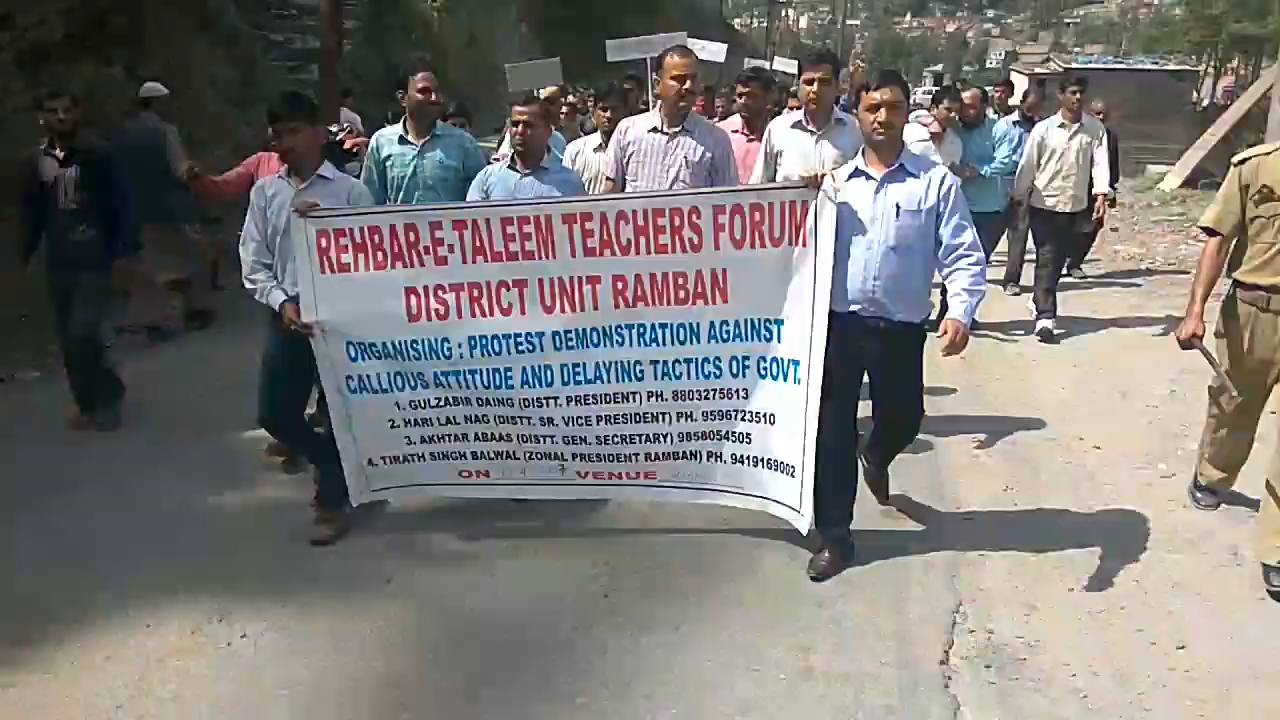 REHBAR-E-TALEEM TEACHERS FORUM
DISTRICT UNIT RAMBAN
ORGANISING : PROTEST DEMONSTRATION AGAINST
CALLIOUS ATTITUDE AND DELAYING TACTICS OF GOVT.
1. GULZABIR DAING (DISTT. PRESIDENT) PH. 8803275613
2. HARI LAL NAG (DISTT. SR. VICE PRESIDENT) PH. 9596723510
3. AKHTAR ABAAS (DISTT. GEN. SECRETARY) 9858054505
4. TIRATH SINGH BALWAL (ZONAL PRESIDENT RAMBAN) PH. 9419169002
ON VENUE